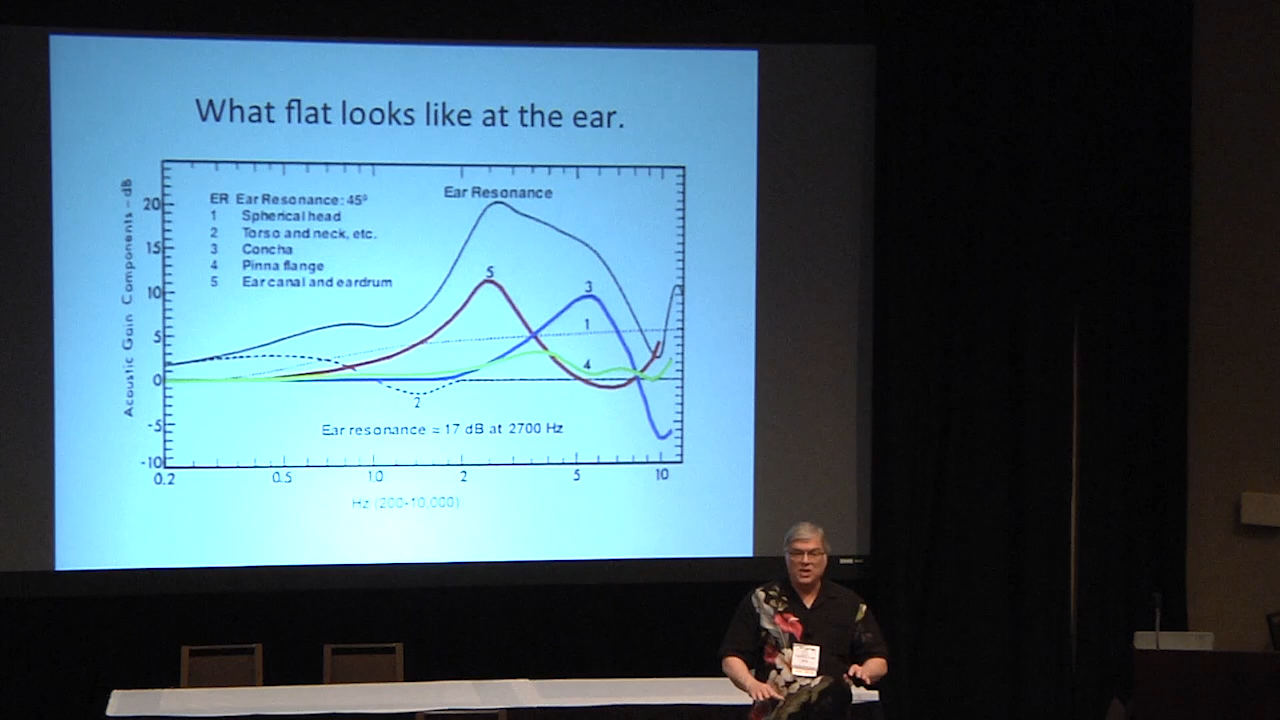 What flat looks like at the ear.
Ear Resonance
ER Ear Resonance: 45º
1 Spherical head
2 Torso and neck, etc.
3 Concha
4 Pinna flange
5 Ear canal and eardrum
Acoustic Gain Components – dB
20
15
10
5
0
-5
-10
5
3
1
4
2
Ear resonance = 17 dB at 2700 Hz
0.2 0.5 1.0 2 5 10
Hz (200-10,000)